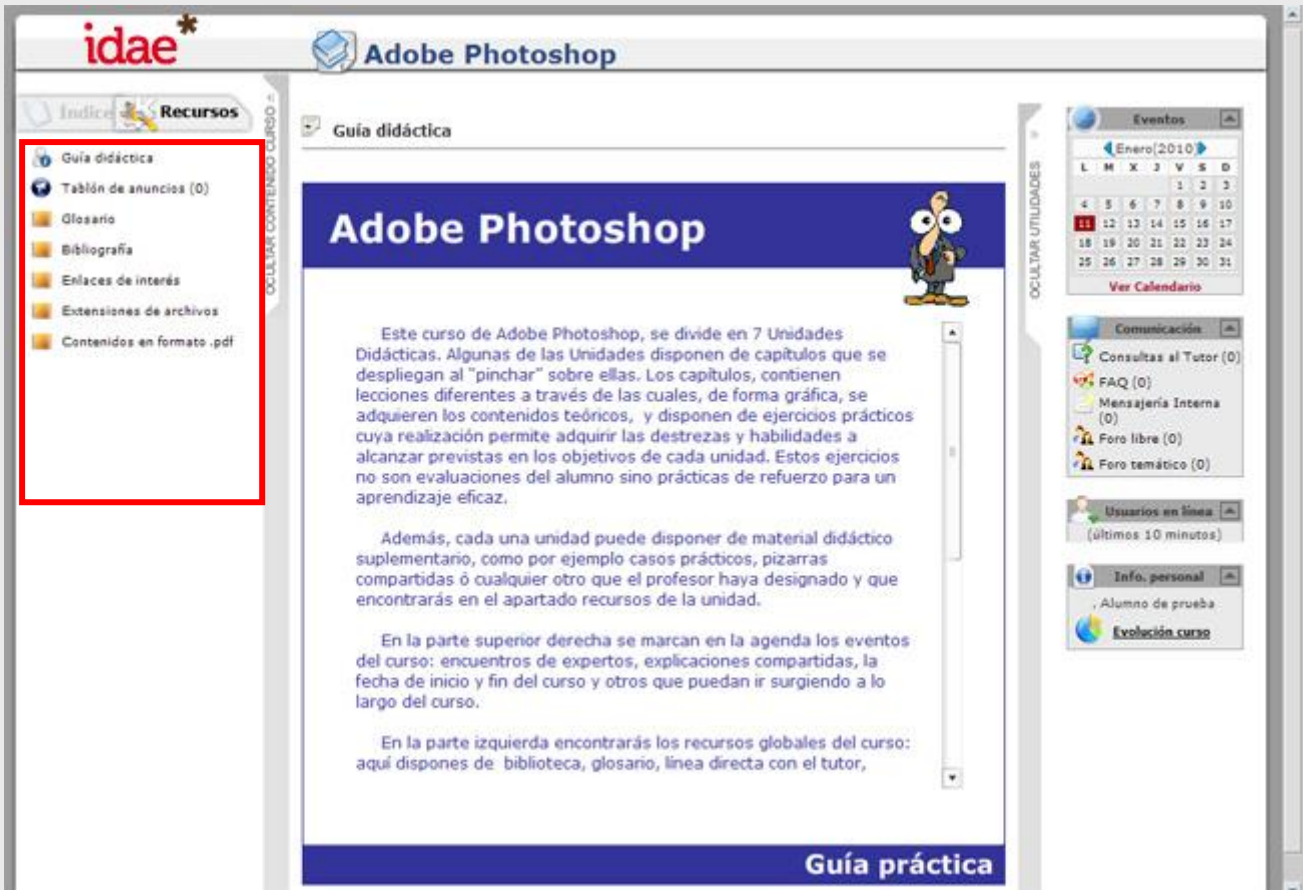 idae*
Adobe Photoshop
Indice
Recursos
Guía didáctica
Tablón de anuncios (0)
Glosario
Bibliografía
Enlaces de interés
Extensiones de archivos
Contenidos en formato .pdf
OCULTAR CONTENIDO CURSO
Guía didáctica
Adobe Photoshop
Este curso de Adobe Photoshop, se divide en 7 Unidades
Didácticas. Algunas de las Unidades disponen de capítulos que se
despliegan al "pinchar" sobre ellas. Los capítulos, contienen
lecciones diferentes a través de las cuales, de forma gráfica, se
adquieren los contenidos teóricos, y disponen de ejercicios prácticos
cuya realización permite adquirir las destrezas y habilidades a
alcanzar previstas en los objetivos de cada unidad. Estos ejercicios
no son evaluaciones del alumno sino prácticas de refuerzo para un
aprendizaje eficaz.
Además, cada una unidad puede disponer de material didáctico
suplementario, como por ejemplo casos prácticos, pizarras
compartidas ó cualquier otro que el profesor haya designado y que
encontrarás en el apartado recursos de la unidad.
En la parte superior derecha se marcan en la agenda los eventos
del curso: encuentros de expertos, explicaciones compartidas, la
fecha de inicio y fin del curso y otros que puedan ir surgiendo a lo
largo del curso.
En la parte izquierda encontrarás los recursos globales del curso:
aquí dispones de biblioteca, glosario, línea directa con el tutor,
Guía práctica
OCULTAR UTILIDADES
Eventos
Enero(2010)
L M X J V S D
1 2 3
4 5 6 7 8 9 10
11 12 13 14 15 16 17
18 19 20 21 22 23 24
25 26 27 28 29 30 31
Ver Calendario
Comunicación
Consultas al Tutor (0)
FAQ (0)
Mensajería Interna
(0)
Foro libre (0)
Foro temático (0)
Usuarios en línea
(últimos 10 minutos)
Info. personal
, Alumno de prueba
Evolución curso